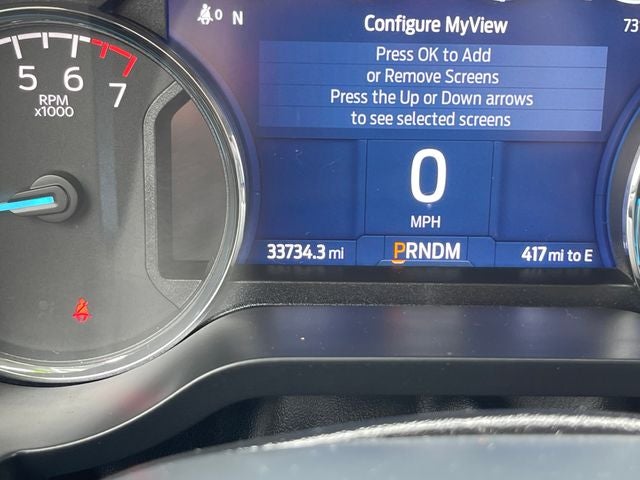 0 N
Configure MyView
73
Press OK to Add
or Remove Screens
Press the Up or Down arrows
to see selected screens
5 6 7
RPM
x1000
0
MPH
33734.3 mi
PRNDM
417 mi to E